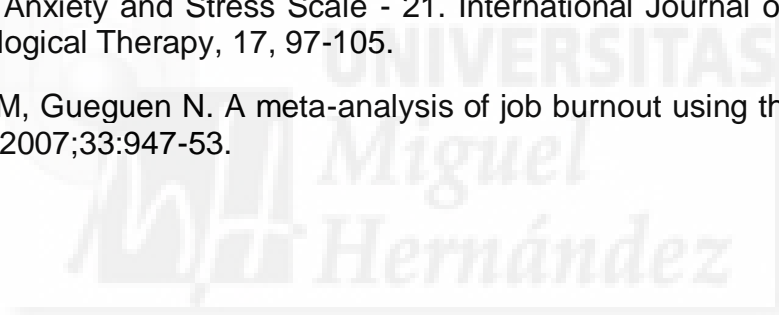 Anxiety and Stress Scale - 21. International Journal o
logical Therapy, 17, 97-105.
M, Gueguen N. A meta-analysis of job burnout using th
2007;33:947-53.
UNIVERSITAS
Miguel
Hernández